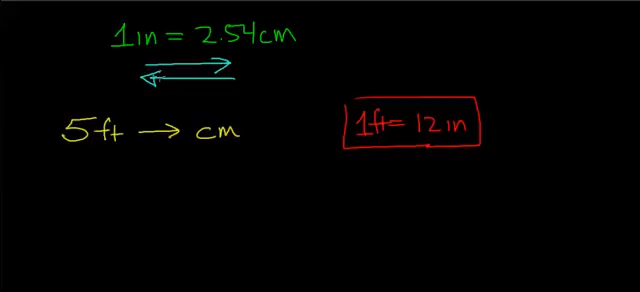 1in = 2.54cm
5ft → cm
1ft = 12in